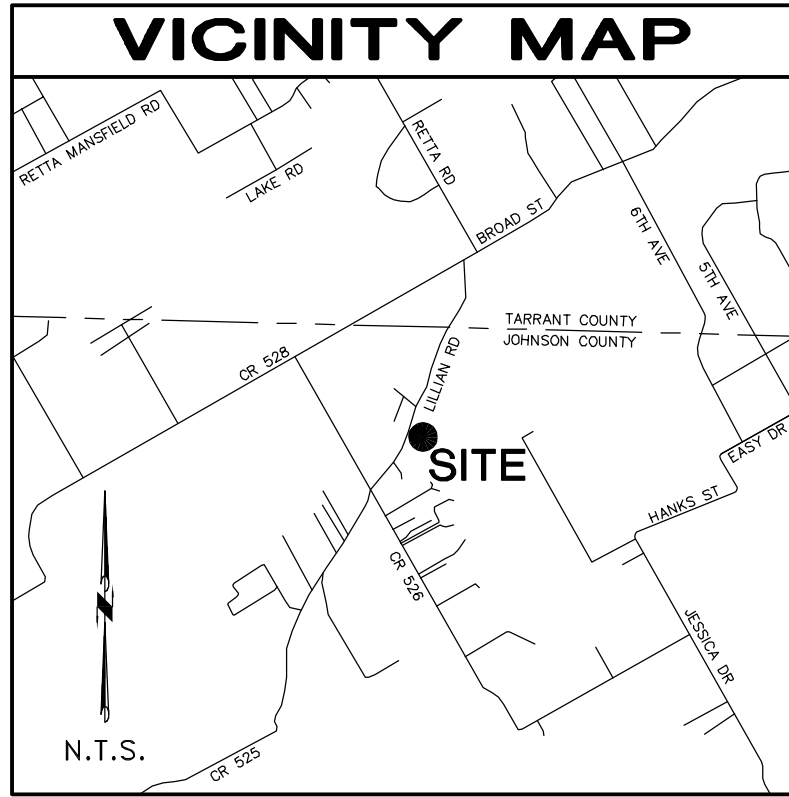 VICINITY MAP
RETTA MANSFIELD RD
LAKE RD
RETTA RD
BROAD ST
6TH AVE
5TH AVE
TARRANT COUNTY
JOHNSON COUNTY
CR 528
LILLIAN RD
SITE
EASY DR
HANKS ST
CR 526
JESSICA DR
N.T.S.
CR 525